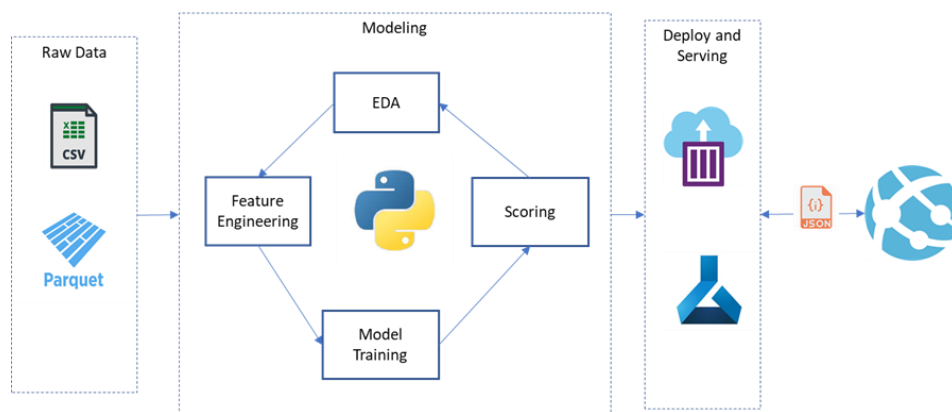 Raw Data
CSV
Parquet
Modeling
EDA
Feature
Engineering
Scoring
Model
Training
Deploy and
Serving
{i}
JSON